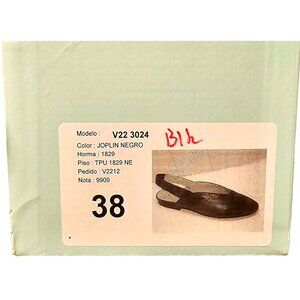 Modelo : V22 3024
Color : JOPLIN NEGRO
Horma : 1829
Piso : TPU 1829 NE
Pedido : V2212
Nota : 9909
38
Blk